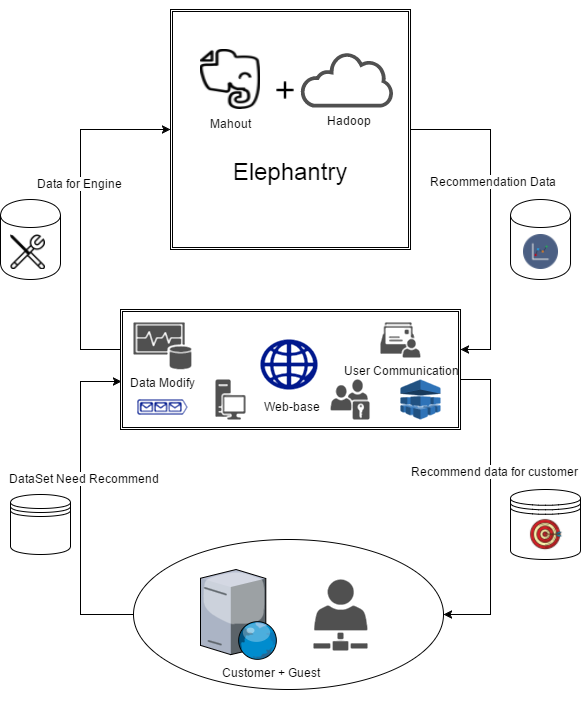 +
Mahout
Hadoop
Elephantry
Data for Engine
Recommendation Data
User Communication
Data Modify
Web-base
DataSet Need Recommend
Recommend data for customer
Customer + Guest